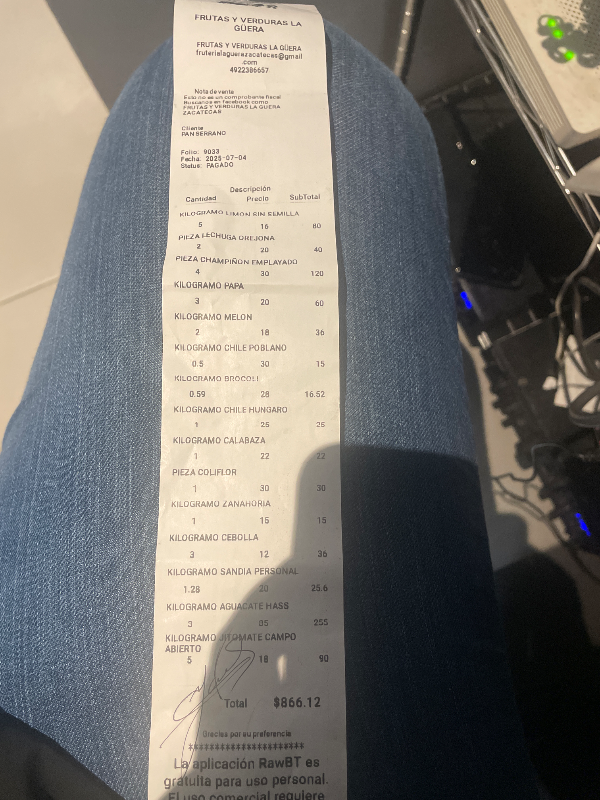 FRUTAS Y VERDURAS LA
GÜERA
FRUTAS Y VERDURAS LA GÜERA
fruterialaguerazacatecas@gmail
com
4922386657
Nota de venta
Esto no es un comprobante fiscal
Buscanos en facebook como
FRUTAS Y VERDURAS LA GUERA
ZACATECAS
Cliente
PAN SERRANO
Folio: 9033
Fecha: 2025-07-04
Status: PAGADO
Descripción
Cantidad Precio SubTotal
KILOGRAMO LIMON SIN SEMILLA
5 16 80
PIEZA LECHUGA OREJONA
2 20 40
PIEZA CHAMPIÑON EMPLAYADO
4 30 120
KILOGRAMO PAPA
3 20 60
KILOGRAMO MELON
2 18 36
KILOGRAMO CHILE POBLANO
0.5 30 15
KILOGRAMO BROCOLI
0.59 28 16.52
KILOGRAMO CHILE HUNGARO
1 25 25
KILOGRAMO CALABAZA
1 22 22
PIEZA COLIFLOR
1 30 30
KILOGRAMO ZANAHORIA
1 15 15
KILOGRAMO CEBOLLA
3 12 36
KILOGRAMO SANDIA PERSONAL
1.28 20 25.6
KILOGRAMO AGUACATE HASS
3 85 255
KILOGRAMO JITOMATE CAMPO
ABIERTO
5 18 90
Total $866.12
Gracias por su preferencia
***********************
La aplicación RawBT es
gratuita para uso personal.
El uso comercial requiere